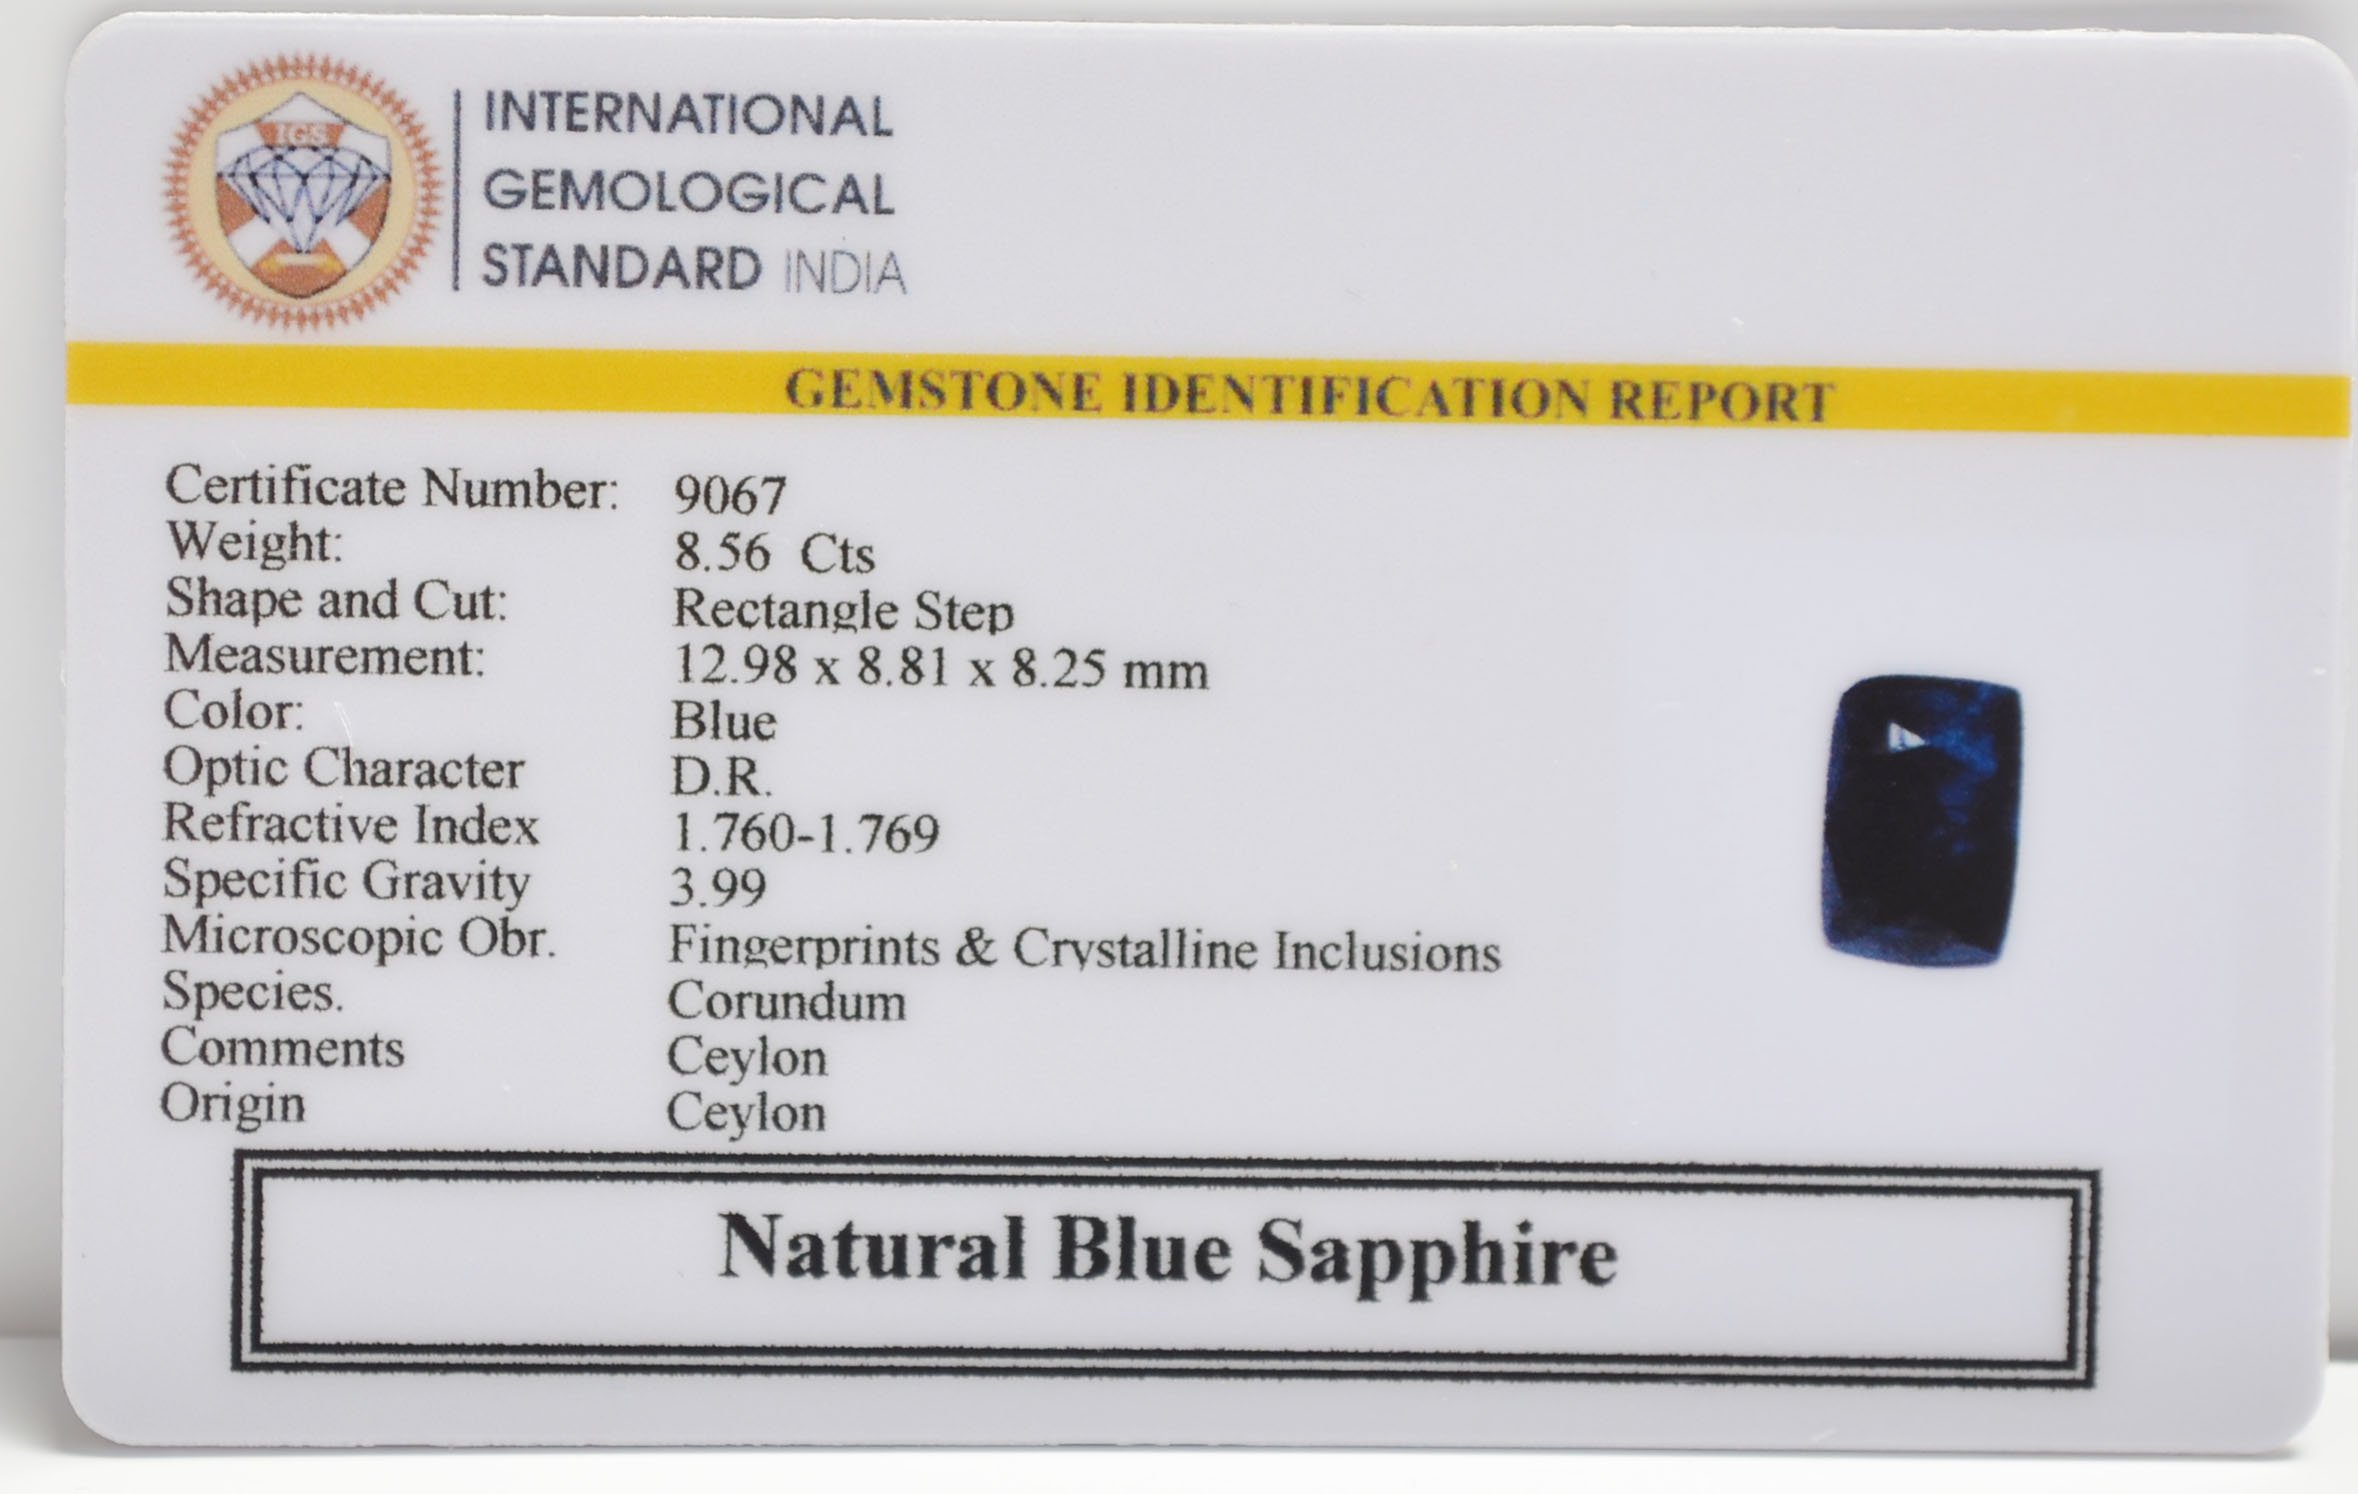 IGS
INTERNATIONAL
GEMOLOGICAL
STANDARD INDIA
GEMSTONE IDENTIFICATION REPORT
Certificate Number: 9067
Weight: 8.56 Cts
Shape and Cut: Rectangle Step
Measurement: 12.98 x 8.81 x 8.25 mm
Color: Blue
Optic Character D.R.
Refractive Index 1.760-1.769
Specific Gravity 3.99
Microscopic Obr. Fingerprints & Crystalline Inclusions
Species. Corundum
Comments Ceylon
Origin Ceylon
Natural Blue Sapphire